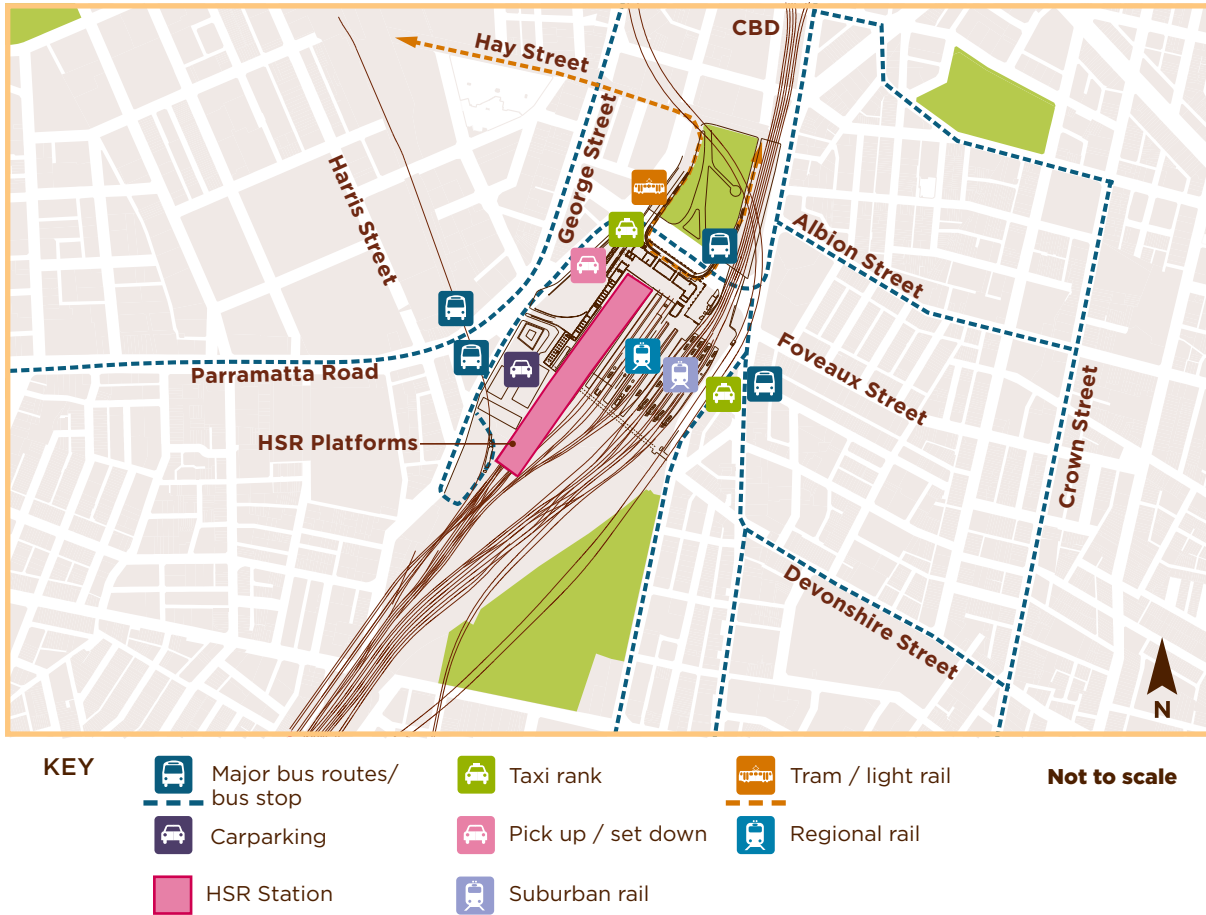 CBD
Hay Street
George Street
Harris Street
Albion Street
Foveaux Street
Parramatta Road
Crown Street
HSR Platforms
Devonshire Street
N
KEY
Major bus routes/
bus stop
Taxi rank
Tram / light rail
Not to scale
Carparking
Pick up / set down
Regional rail
HSR Station
Suburban rail